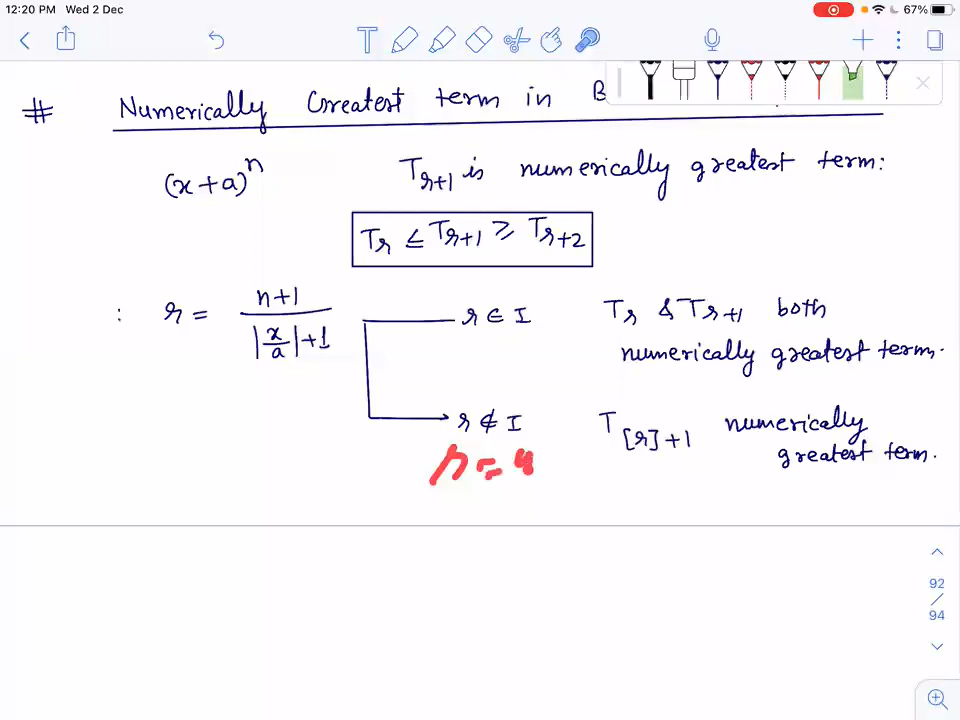 12:20 PM Wed 2 Dec
67%
# Numerically Greatest term in B
(x+a)^n T_{r+1} is numerically greatest term:
T_r ≤ T_{r+1} ≥ T_{r+2}
: r = n+1 / |x/a|+1
r ∈ I T_r & T_{r+1} both
numerically greatest term.
r ∉ I T_{[r]+1} numerically
greatest term.
r = 4
92
/
94